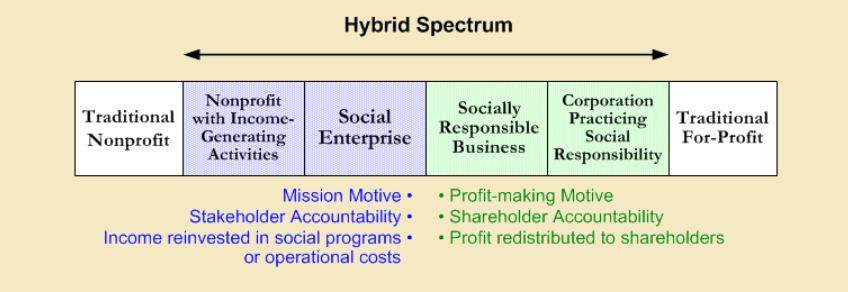 Hybrid Spectrum
Traditional
Nonprofit
Nonprofit
with Income-
Generating
Activities
Social
Enterprise
Socially
Responsible
Business
Corporation
Practicing
Social
Responsibility
Traditional
For-Profit
Mission Motive •
Stakeholder Accountability •
Income reinvested in social programs •
or operational costs
• Profit-making Motive
• Shareholder Accountability
• Profit redistributed to shareholders